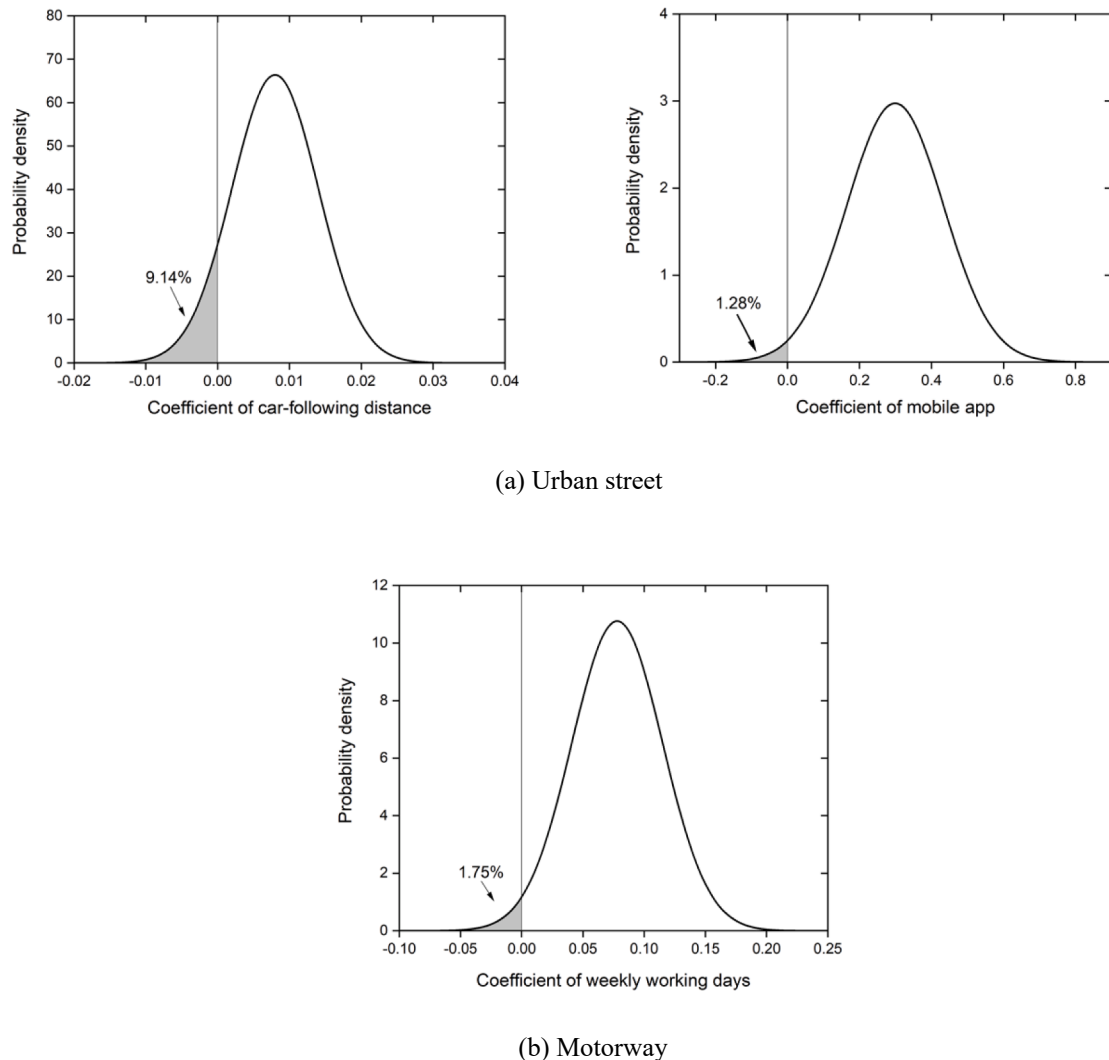 80
70
60
50
40
30
20
10
0
Probability density
9.14%
-0.02 -0.01 0.00 0.01 0.02 0.03 0.04
Coefficient of car-following distance
4
3
2
1
0
Probability density
1.28%
-0.2 0.0 0.2 0.4 0.6 0.8
Coefficient of mobile app
(a) Urban street
12
10
8
6
4
2
0
Probability density
1.75%
-0.10 -0.05 0.00 0.05 0.10 0.15 0.20 0.25
Coefficient of weekly working days
(b) Motorway